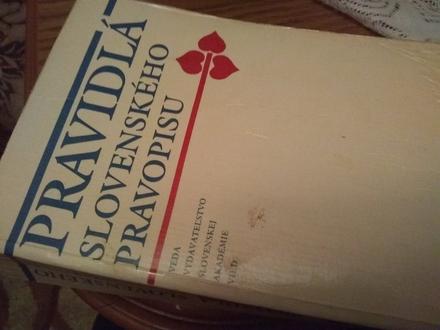 PRAVIDLÁ
SLOVENSKÉHO
PRAVOPISU
VEDA
VYDAVATEĽSTVO
SLOVENSKEJ
AKADÉMIE
VIED